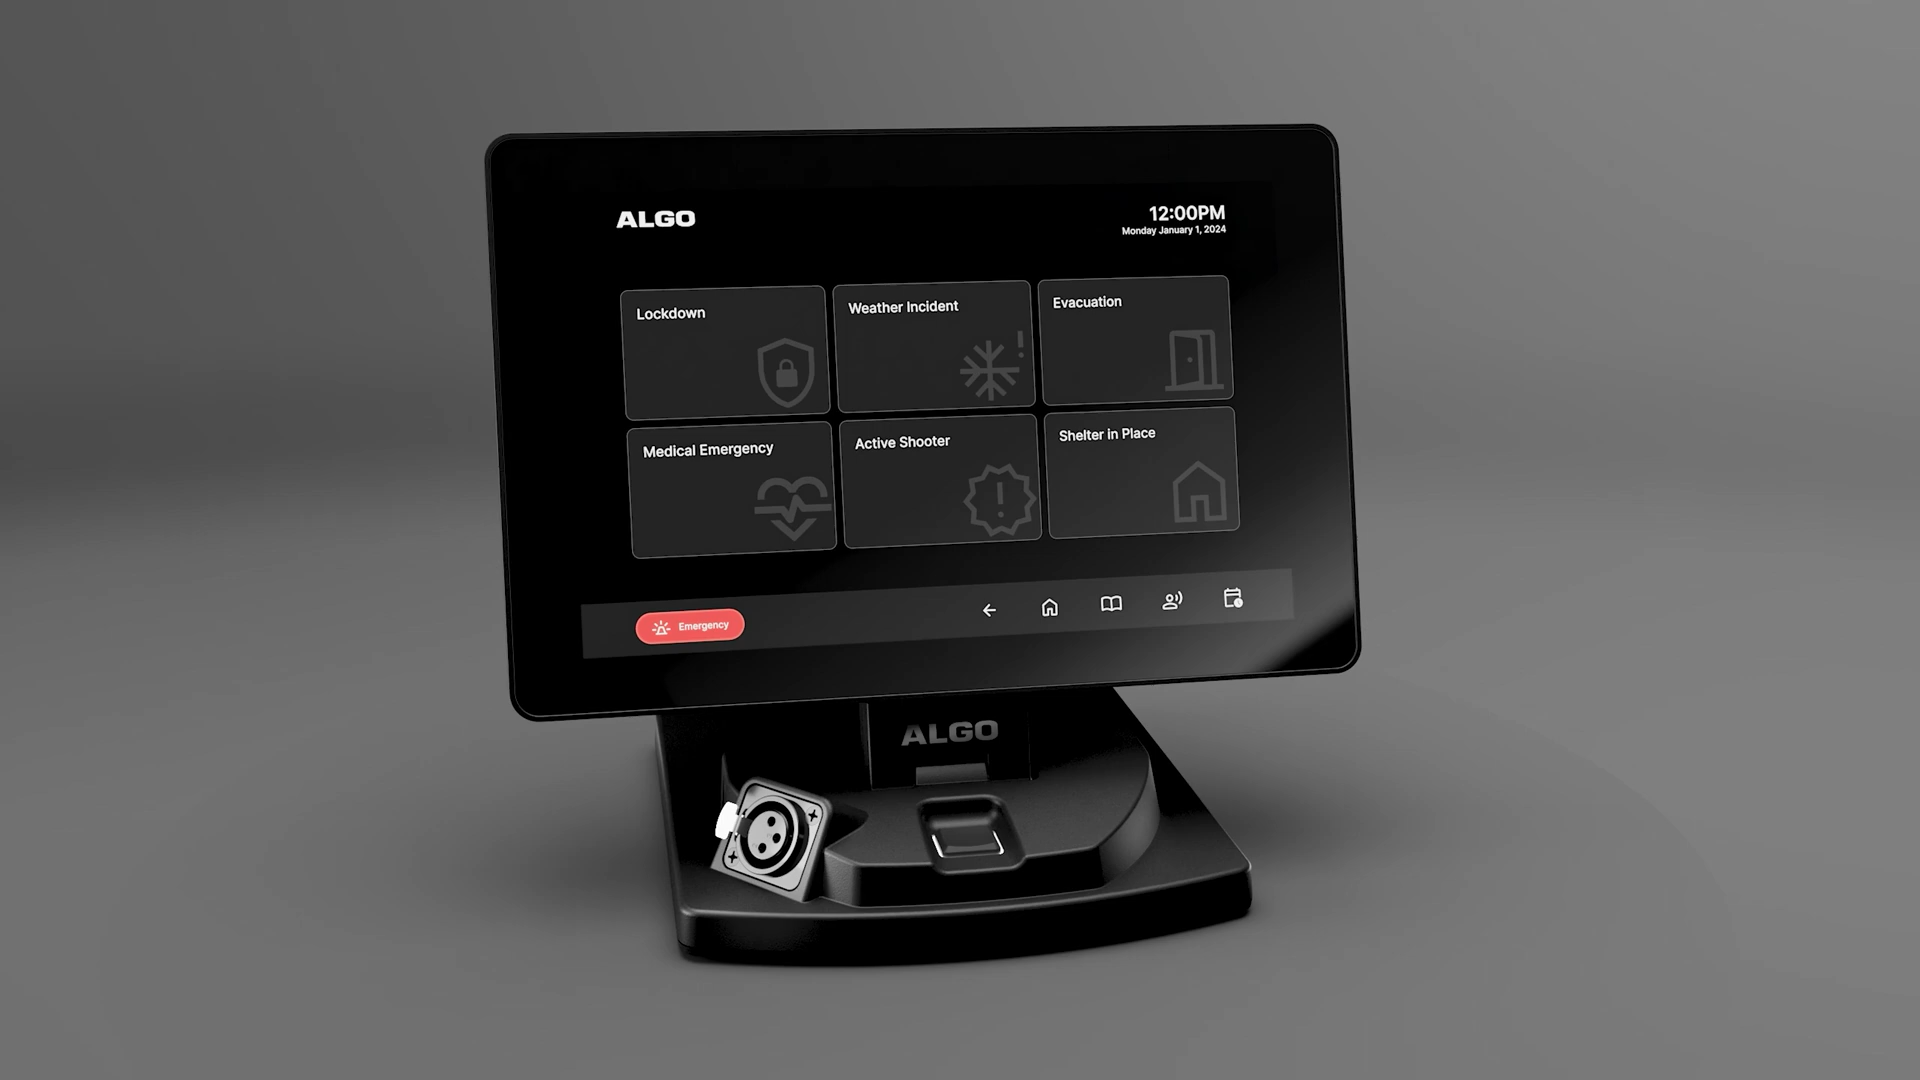 ALGO
12:00PM
Monday January 1, 2024
Lockdown
Weather Incident
Evacuation
Medical Emergency
Active Shooter
Shelter in Place
Emergency
ALGO